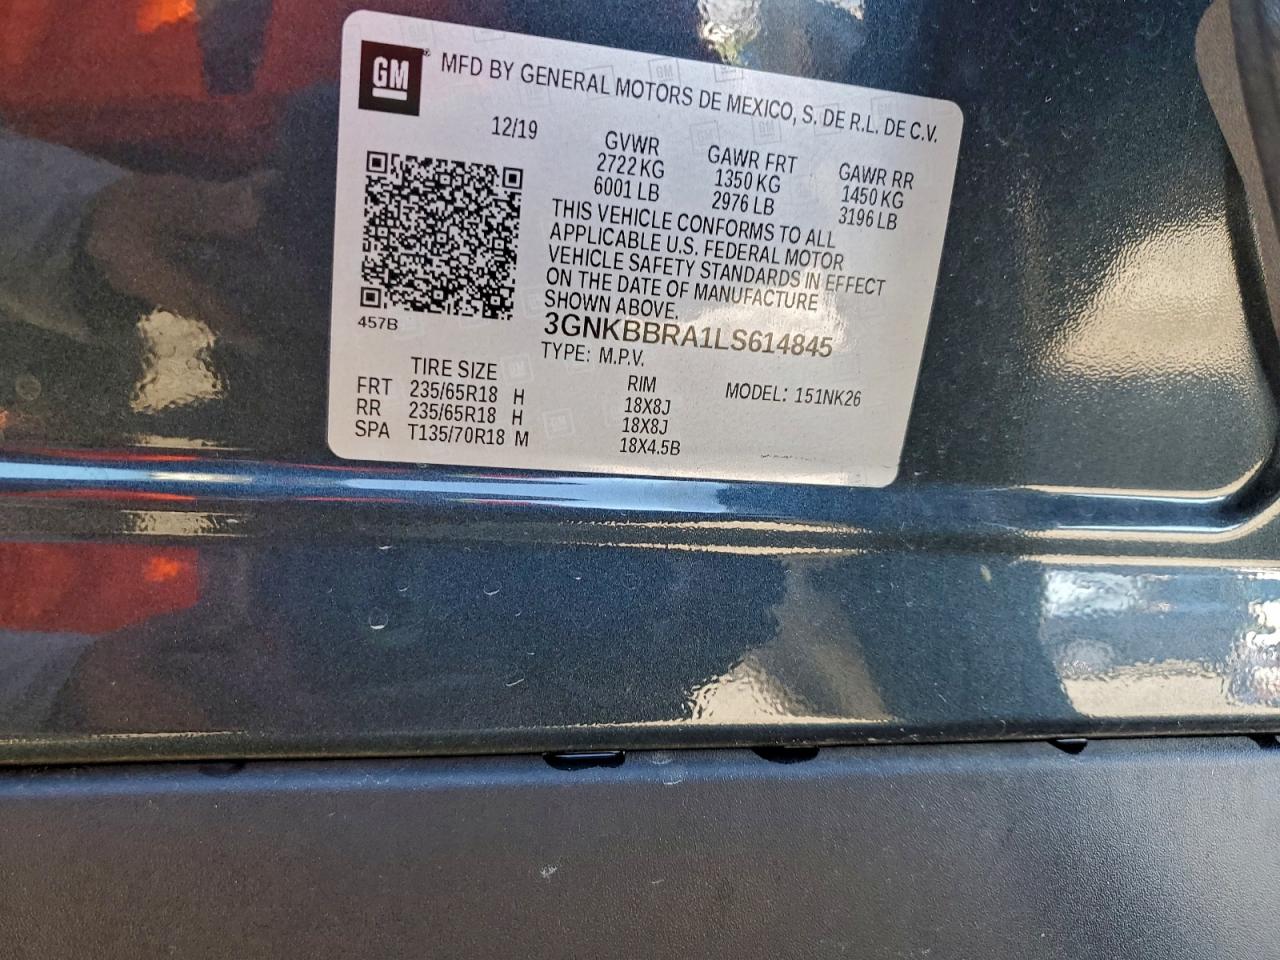 GM
MFD BY GENERAL MOTORS DE MEXICO, S. DE R.L. DE C.V.
12/19
GVWR GAWR FRT GAWR RR
2722 KG 1350 KG 1450 KG
6001 LB 2976 LB 3196 LB
THIS VEHICLE CONFORMS TO ALL
APPLICABLE U.S. FEDERAL MOTOR
VEHICLE SAFETY STANDARDS IN EFFECT
ON THE DATE OF MANUFACTURE
SHOWN ABOVE.
457B
3GNKBBRA1LS614845
TYPE: M.P.V.
TIRE SIZE RIM MODEL: 151NK26
FRT 235/65R18 H 18X8J
RR 235/65R18 H 18X8J
SPA T135/70R18 M 18X4.5B